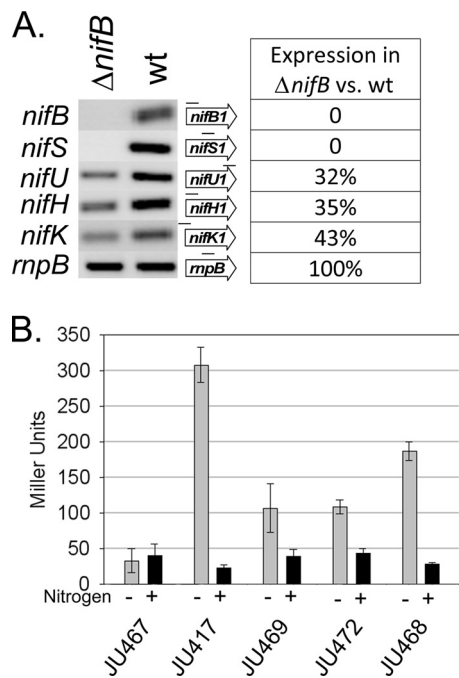 A.
ΔnifB wt
Expression in
ΔnifB vs. wt
nifB nifB1 0
nifS nifS1 0
nifU nifU1 32%
nifH nifH1 35%
nifK nifK1 43%
rnpB rnpB 100%
B.
Miller Units
350
300
250
200
150
100
50
0
Nitrogen - + - + - + - + - +
JU467 JU417 JU469 JU472 JU468